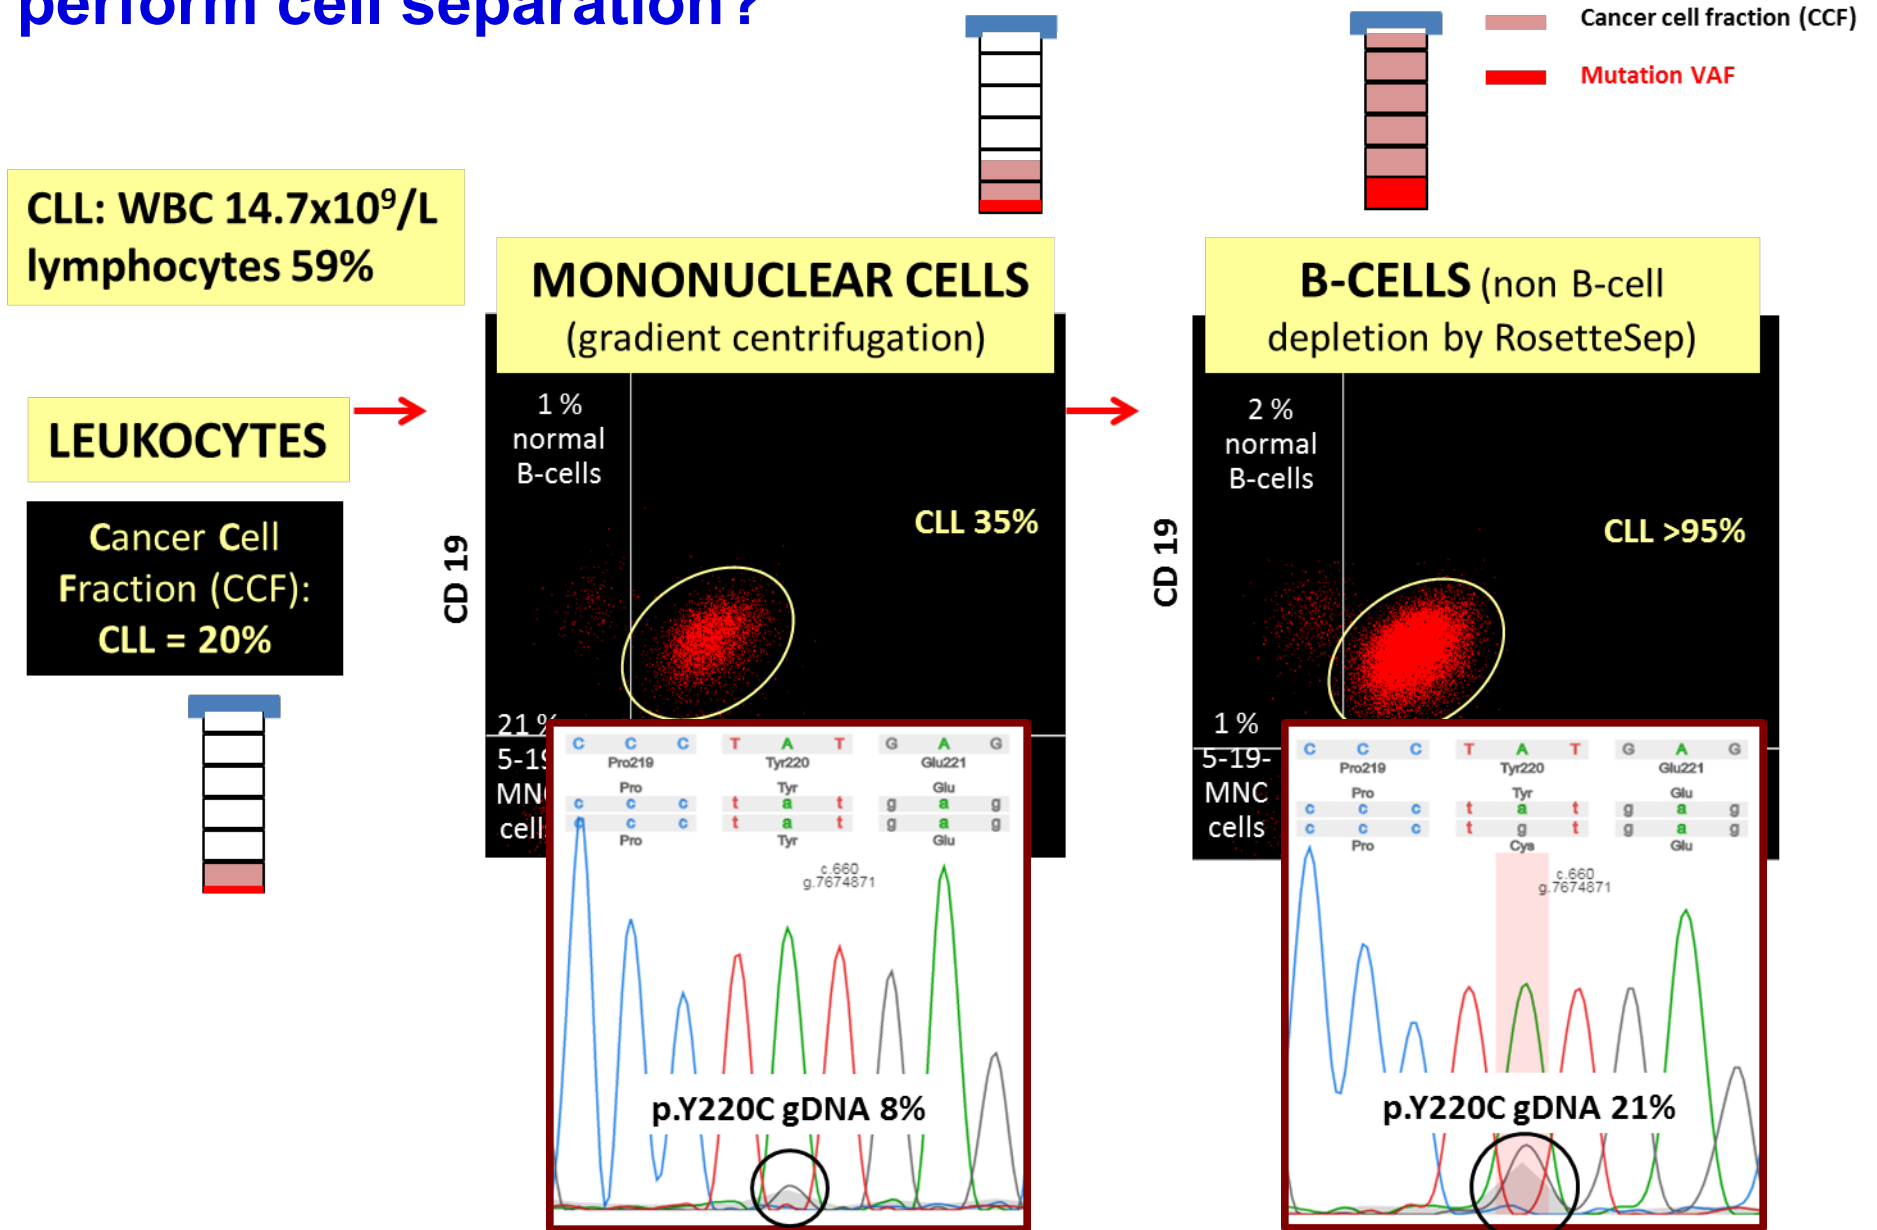 perform cell separation?
Cancer cell fraction (CCF)
Mutation VAF
CLL: WBC 14.7x10⁹/L
lymphocytes 59%
LEUKOCYTES
Cancer Cell
Fraction (CCF):
CLL = 20%
MONONUCLEAR CELLS
(gradient centrifugation)
1 %
normal
B-cells
CLL 35%
CD 19
21 %
5-19
MN
cell
C C C T A T G A G
Pro219 Tyr220 Glu221
Pro Tyr Glu
c c c t a t g a g
c c c t a t g a g
Pro Tyr Glu
c.660
g.7674871
p.Y220C gDNA 8%
B-CELLS (non B-cell
depletion by RosetteSep)
2 %
normal
B-cells
CLL >95%
CD 19
1 %
5-19-
MNC
cells
C C C T A T G A G
Pro219 Tyr220 Glu221
Pro Tyr Glu
c c c t a t g a g
c c c t g t g a g
Pro Cys Glu
c.660
g.7674871
p.Y220C gDNA 21%